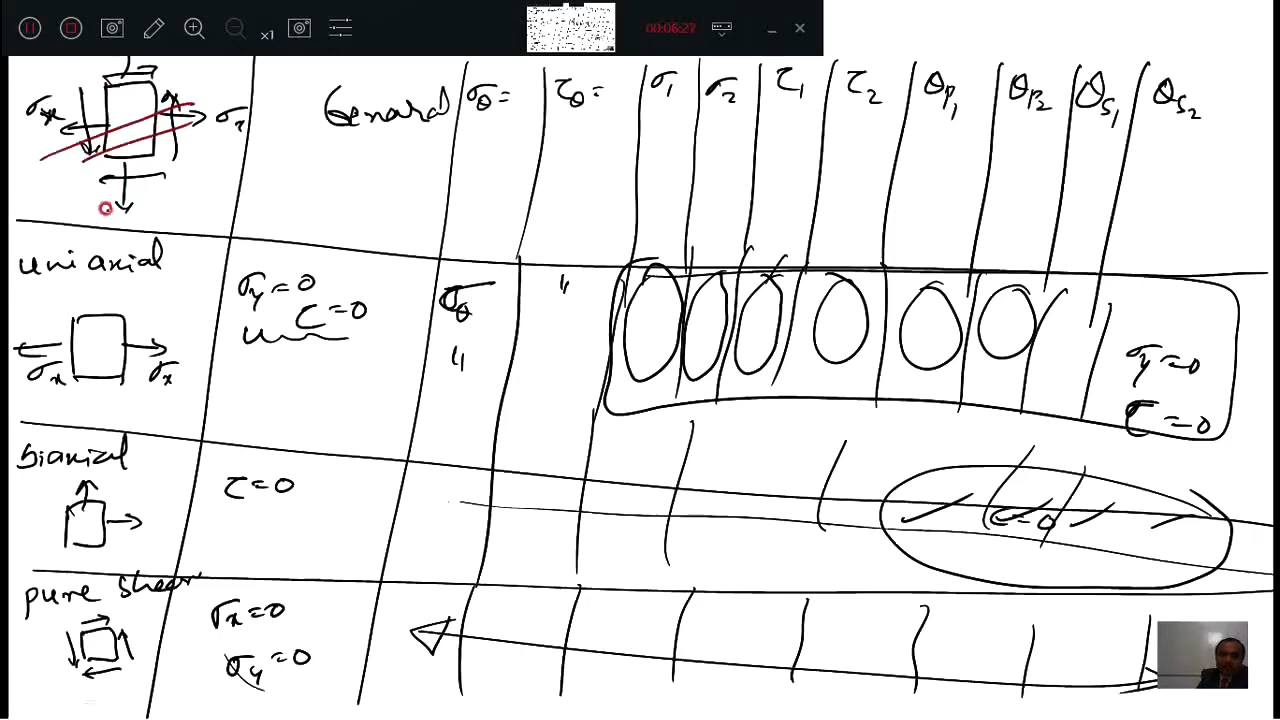 x1
00:06:27
σx
σx
General
σθ =
τθ =
σ1
σ2
τ1
τ2
θP1
θP2
θS1
θS2
uniaxial
σy = 0
τ = 0
σθ
"
"
σx
σx
σy = 0
τ = 0
biaxial
τ = 0
τ = 0
pure shear
σx = 0
σy = 0